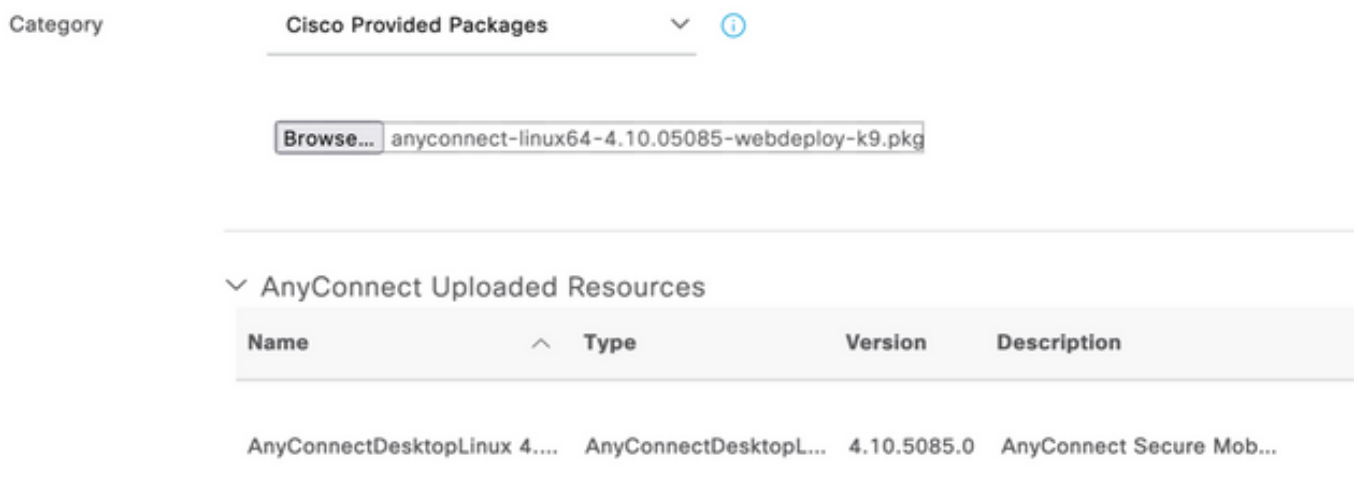 Category Cisco Provided Packages
Browse... anyconnect-linux64-4.10.05085-webdeploy-k9.pkg
AnyConnect Uploaded Resources
Name Type Version Description
AnyConnectDesktopLinux 4.... AnyConnectDesktopL... 4.10.5085.0 AnyConnect Secure Mob...